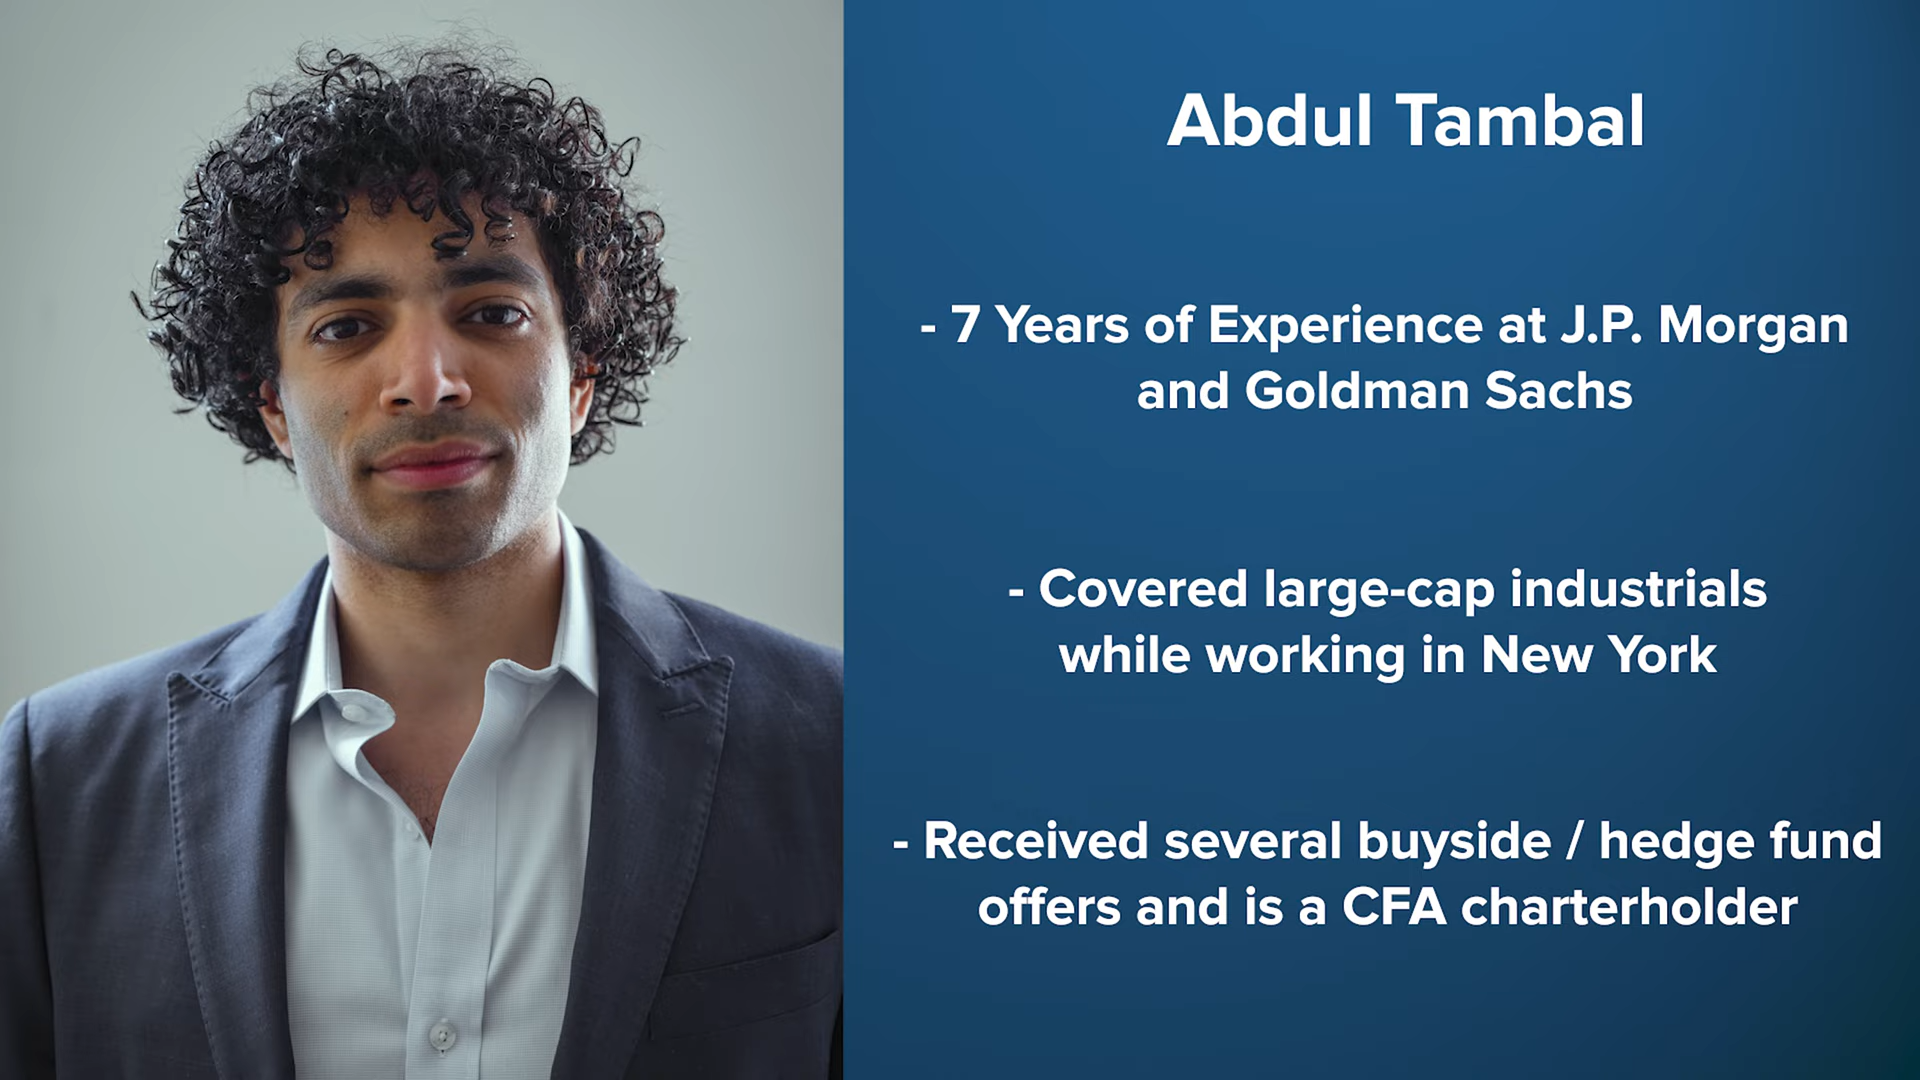 Abdul Tambal
- 7 Years of Experience at J.P. Morgan
and Goldman Sachs
- Covered large-cap industrials
while working in New York
- Received several buyside / hedge fund
offers and is a CFA charterholder